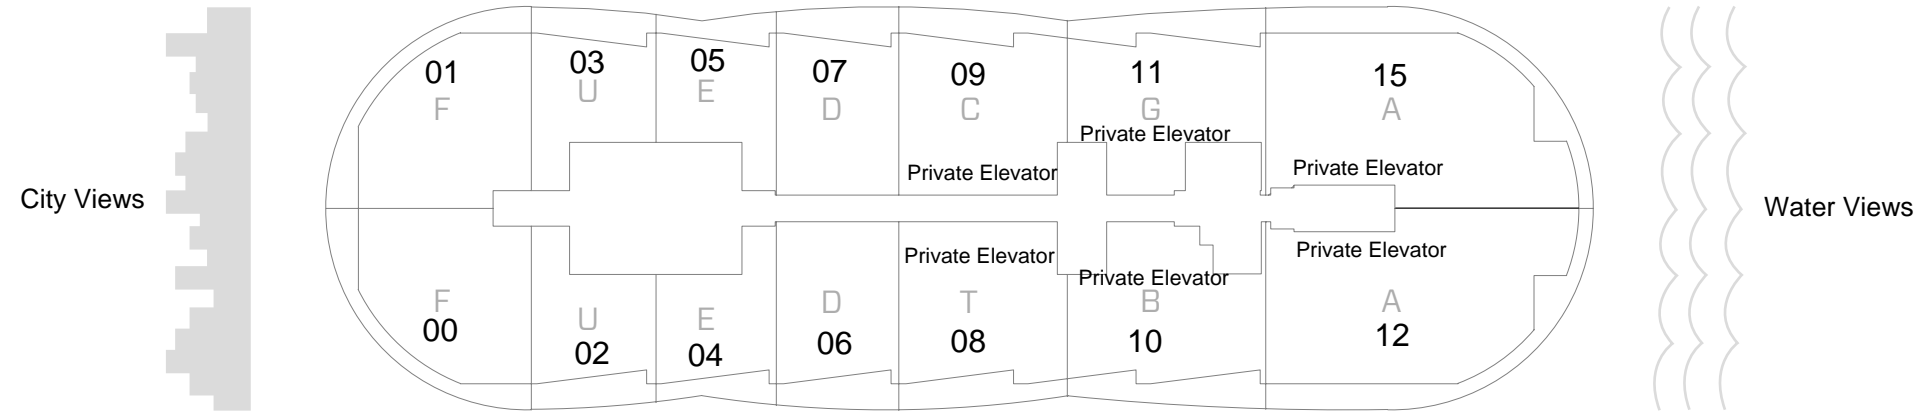 01
03
05
07
09
11
15
F
U
E
D
C
G
A
Private Elevator
Private Elevator
Private Elevator
City Views
Water Views
Private Elevator
Private Elevator
Private Elevator
F
U
E
D
T
B
A
00
02
04
06
08
10
12